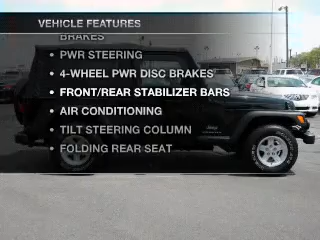 VEHICLE FEATURES
BRAKES
• PWR STEERING
• 4-WHEEL PWR DISC BRAKES
• FRONT/REAR STABILIZER BARS
• AIR CONDITIONING
• TILT STEERING COLUMN
• FOLDING REAR SEAT
Jeep